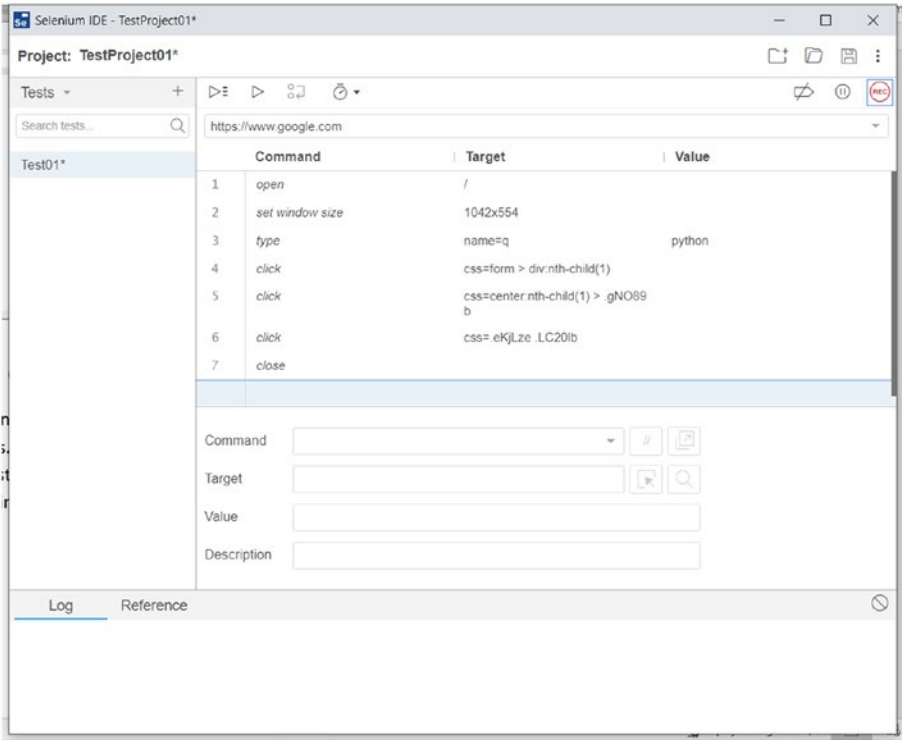 Selenium IDE - TestProject01*
Project: TestProject01*
Tests
Search tests...
https://www.google.com
Test01*
Command Target Value
1 open /
2 set window size 1042x554
3 type name=q python
4 click css=form > div:nth-child(1)
5 click css=center:nth-child(1) > .gNO89
b
6 click css=.eKjLze .LC20lb
7 close
Command
//
Target
Value
Description
Log Reference
REC